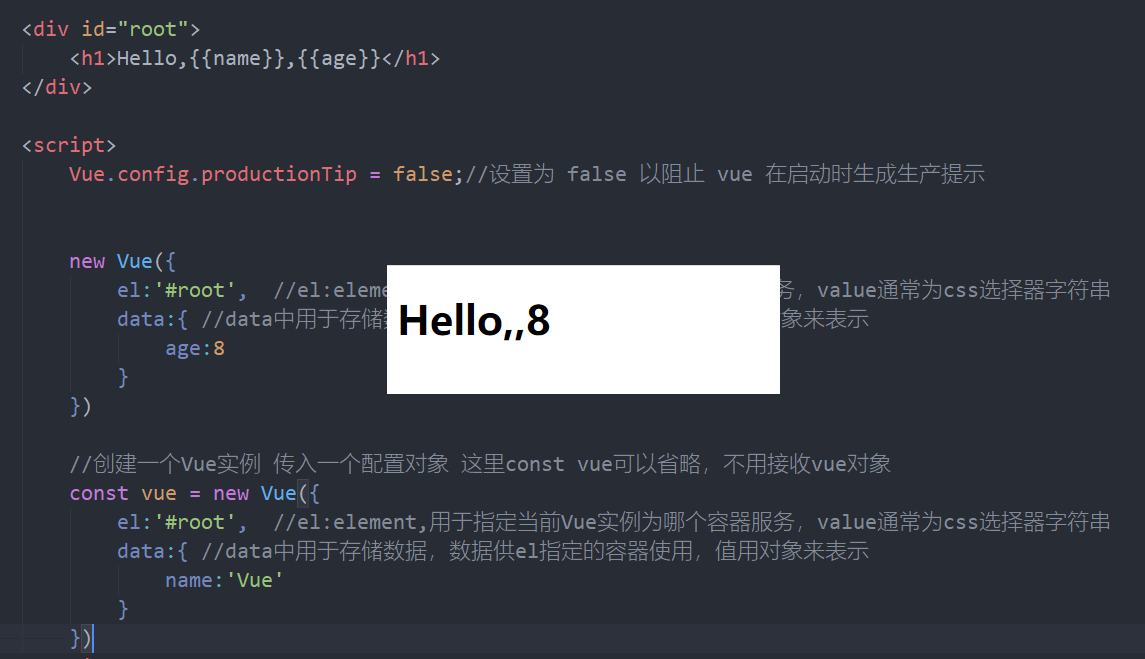 <div id="root">
<h1>Hello,{{name}},{{age}}</h1>
</div>
<script>
Vue.config.productionTip = false;//设置为 false 以阻止 vue 在启动时生成生产提示
new Vue({
el:'#root', //el:eleme 务，value通常为css选择器字符串
data:{ //data中用于存储 象来表示
Hello,,8
age:8
}
})
//创建一个Vue实例 传入一个配置对象 这里const vue可以省略，不用接收vue对象
const vue = new Vue({
el:'#root', //el:element,用于指定当前Vue实例为哪个容器服务，value通常为css选择器字符串
data:{ //data中用于存储数据，数据供el指定的容器使用，值用对象来表示
name:'Vue'
}
})